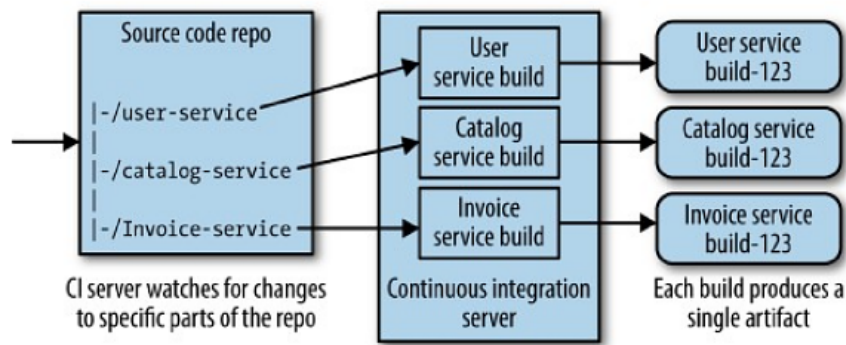 Source code repo
|-/user-service
|-/catalog-service
|-/Invoice-service
CI server watches for changes
to specific parts of the repo
User
service build
Catalog
service build
Invoice
service build
Continuous integration
server
User service
build-123
Catalog service
build-123
Invoice service
build-123
Each build produces a
single artifact